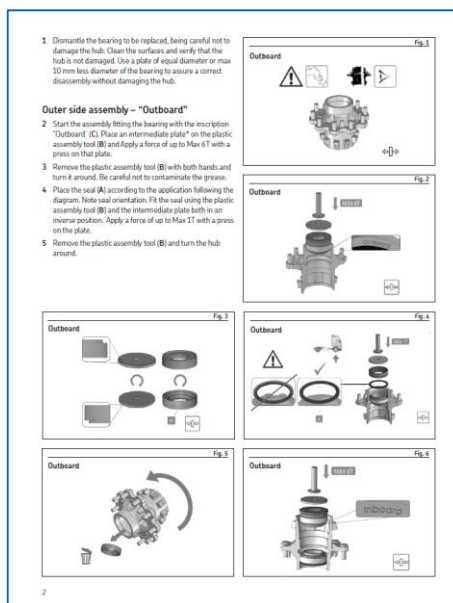 1 Dismantle the bearing to be replaced, being careful not to
damage the hub. Clean the surfaces and verify that the
hub is not damaged. Use a plate of equal diameter or max
10 mm less diameter of the bearing to assure a correct
disassembly without damaging the hub.
Outer side assembly – “Outboard”
2 Start the assembly fitting the bearing with the inscription
"Outboard" (C). Place an intermediate plate* on the plastic
assembly tool (B) and Apply a force of up to Max 6T with a
press on that plate.
3 Remove the plastic assembly tool (B) with both hands and
turn it around. Be careful not to contaminate the grease.
4 Place the seal (A) according to the application following the
diagram. Note seal orientation. Fit the seal using the plastic
assembly tool (B) and the intermediate plate both in an
inverse position. Apply a force of up to Max 1T with a press
on the plate.
5 Remove the plastic assembly tool (B) and turn the hub
around.
Fig. 1
Outboard
Fig. 2
Outboard
MAX 6T
Outboard
Fig. 3
Outboard
Fig. 4
Outboard
Fig. 5
Outboard
Fig. 6
Outboard
MAX 6T
Inboard
2